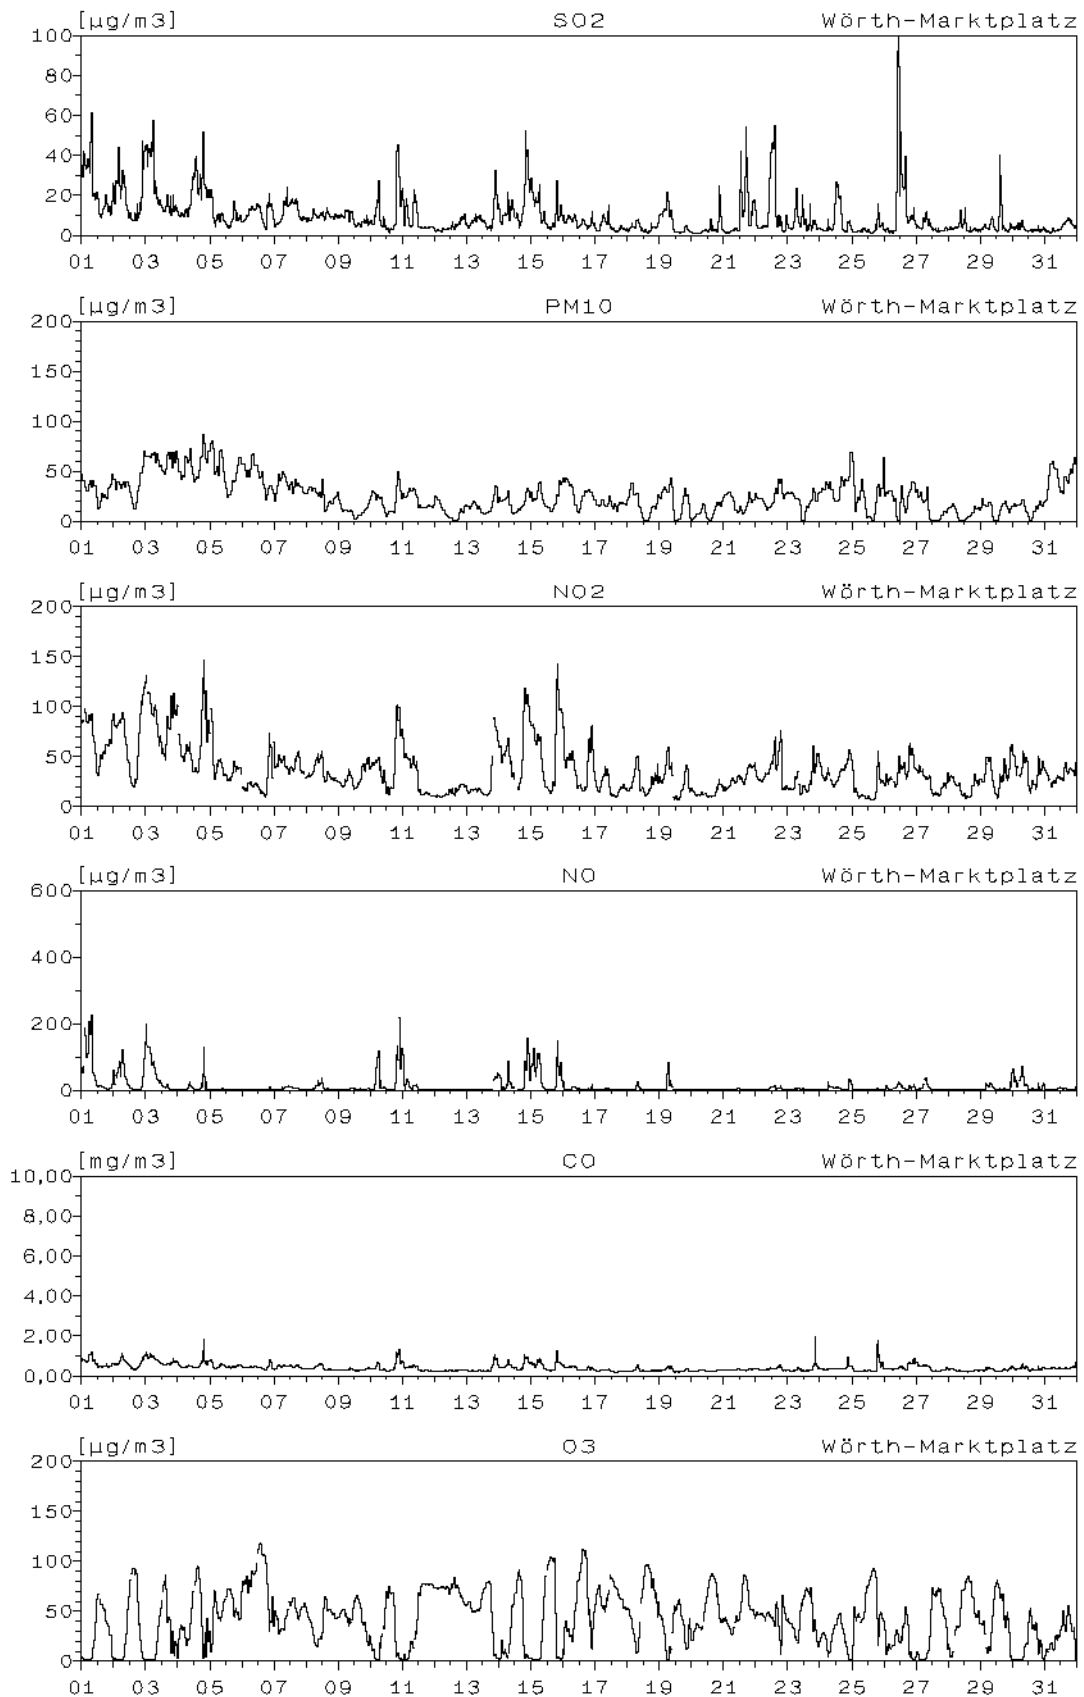 [µg/m3] SO2 Wörth-Marktplatz
100
80
60
40
20
0
01 03 05 07 09 11 13 15 17 19 21 23 25 27 29 31
[µg/m3] PM10 Wörth-Marktplatz
200
150
100
50
0
01 03 05 07 09 11 13 15 17 19 21 23 25 27 29 31
[µg/m3] NO2 Wörth-Marktplatz
200
150
100
50
0
01 03 05 07 09 11 13 15 17 19 21 23 25 27 29 31
[µg/m3] NO Wörth-Marktplatz
600
400
200
0
01 03 05 07 09 11 13 15 17 19 21 23 25 27 29 31
[mg/m3] CO Wörth-Marktplatz
10,00
8,00
6,00
4,00
2,00
0,00
01 03 05 07 09 11 13 15 17 19 21 23 25 27 29 31
[µg/m3] O3 Wörth-Marktplatz
200
150
100
50
0
01 03 05 07 09 11 13 15 17 19 21 23 25 27 29 31